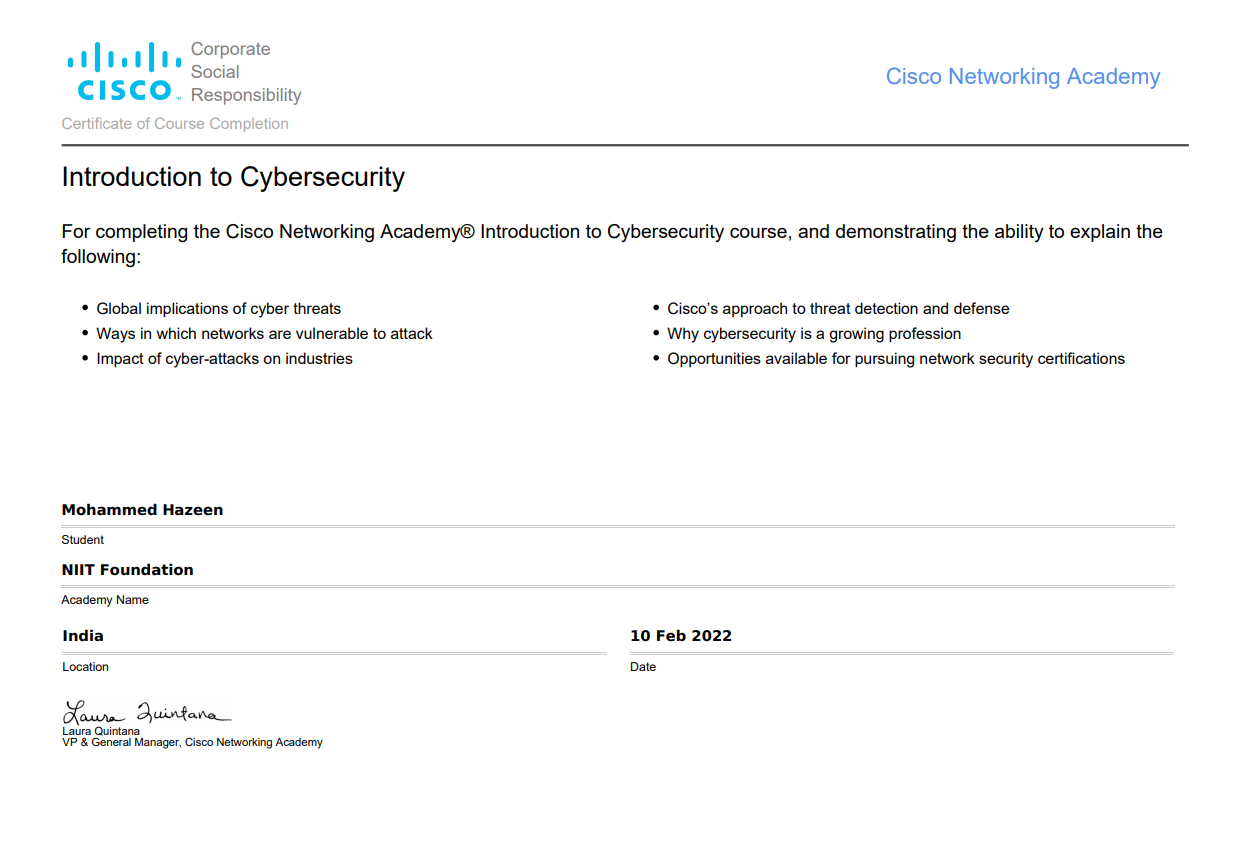 CISCO
Corporate
Social
Responsibility
Cisco Networking Academy
Certificate of Course Completion
Introduction to Cybersecurity
For completing the Cisco Networking Academy® Introduction to Cybersecurity course, and demonstrating the ability to explain the
following:
• Global implications of cyber threats
• Ways in which networks are vulnerable to attack
• Impact of cyber-attacks on industries
• Cisco’s approach to threat detection and defense
• Why cybersecurity is a growing profession
• Opportunities available for pursuing network security certifications
Mohammed Hazeen
Student
NIIT Foundation
Academy Name
India
Location
10 Feb 2022
Date
Laura Quintana
Laura Quintana
VP & General Manager, Cisco Networking Academy